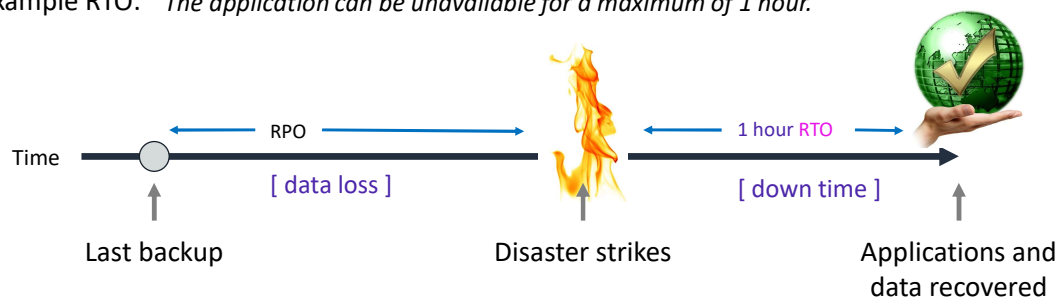 xample RTO: The application can be unavailable for a maximum of 1 hour.
RPO
1 hour RTO
Time
[ data loss ]
[ down time ]
Last backup
Disaster strikes
Applications and
data recovered